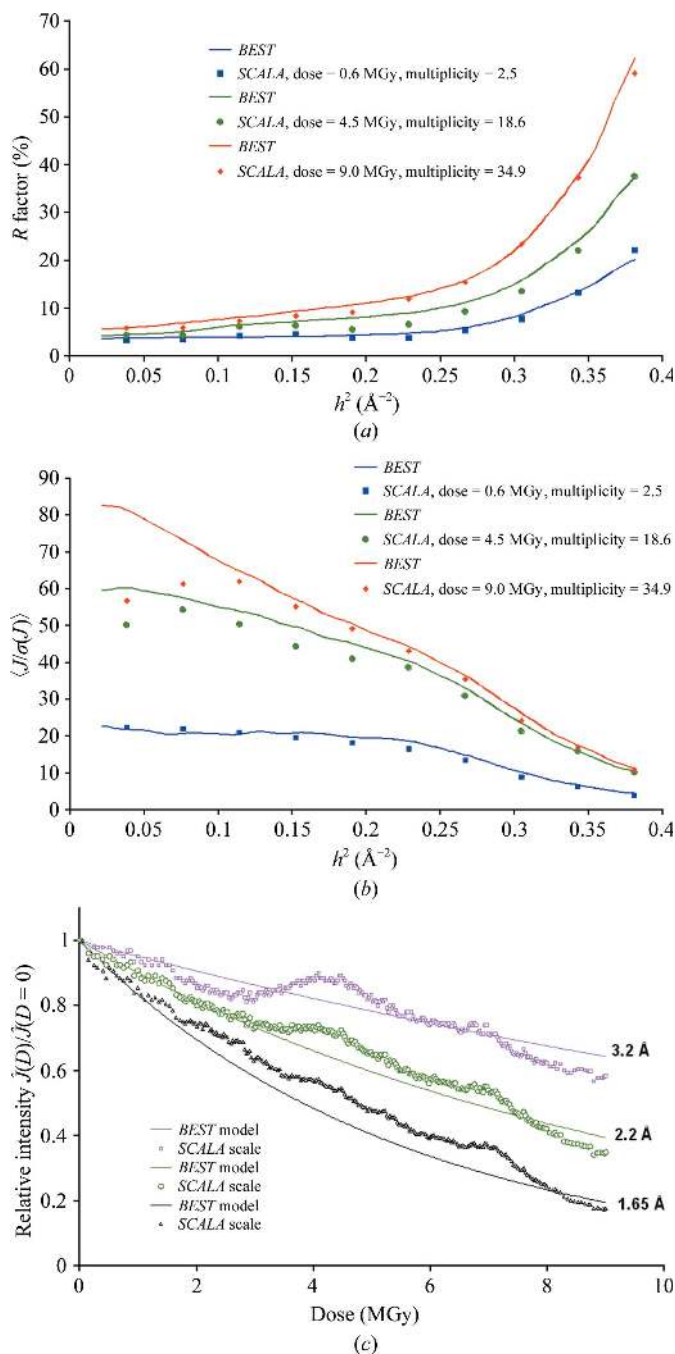 70
60
50
40
30
20
10
0
R factor (%)
BEST
SCALA, dose = 0.6 MGy, multiplicity = 2.5
BEST
SCALA, dose = 4.5 MGy, multiplicity = 18.6
BEST
SCALA, dose = 9.0 MGy, multiplicity = 34.9
0 0.05 0.1 0.15 0.2 0.25 0.3 0.35 0.4
h² (Å⁻²)
(a)
90
80
70
60
50
40
30
20
10
0
⟨J/σ(J)⟩
BEST
SCALA, dose = 0.6 MGy, multiplicity = 2.5
BEST
SCALA, dose = 4.5 MGy, multiplicity = 18.6
BEST
SCALA, dose = 9.0 MGy, multiplicity = 34.9
0 0.05 0.1 0.15 0.2 0.25 0.3 0.35 0.4
h² (Å⁻²)
(b)
1
0.8
0.6
0.4
0.2
0
Relative intensity Ĵ(D)/Ĵ(D = 0)
3.2 Å
2.2 Å
1.65 Å
BEST model
SCALA scale
BEST model
SCALA scale
BEST model
SCALA scale
0 2 4 6 8 10
Dose (MGy)
(c)